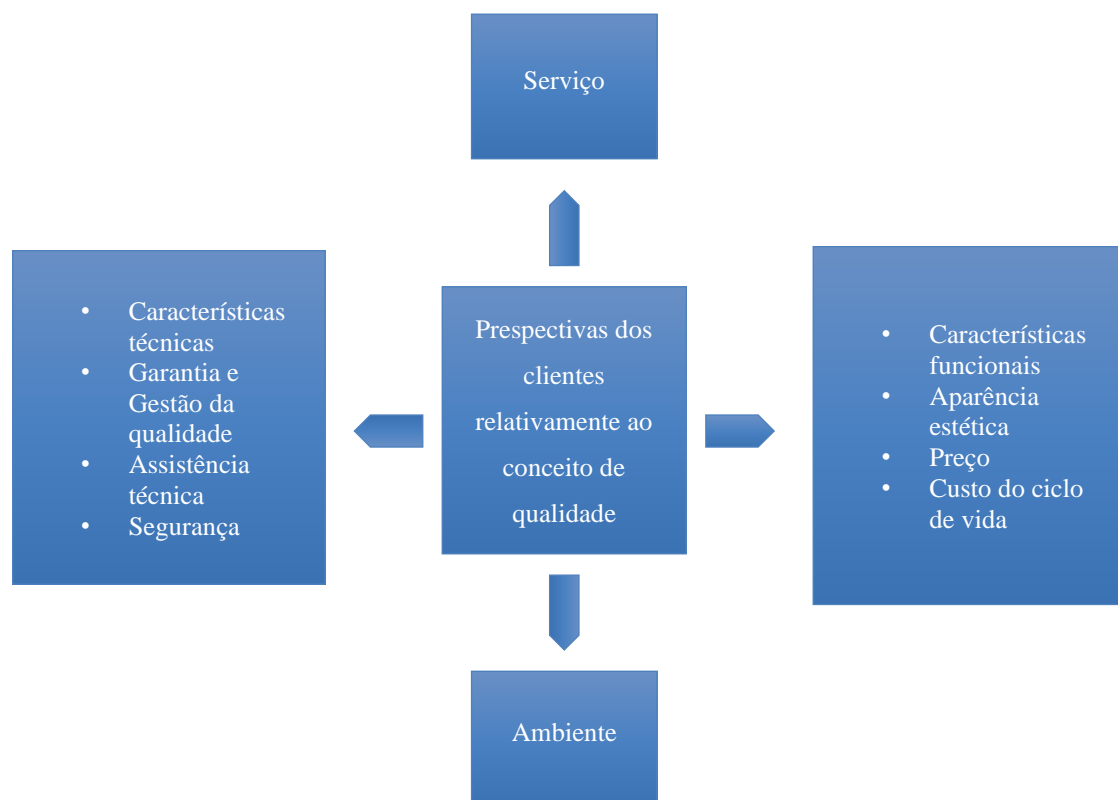 Serviço
• Características
técnicas
• Garantia e
Gestão da
qualidade
• Assistência
técnica
• Segurança
Prespectivas dos
clientes
relativamente ao
conceito de
qualidade
• Características
funcionais
• Aparência
estética
• Preço
• Custo do ciclo
de vida
Ambiente